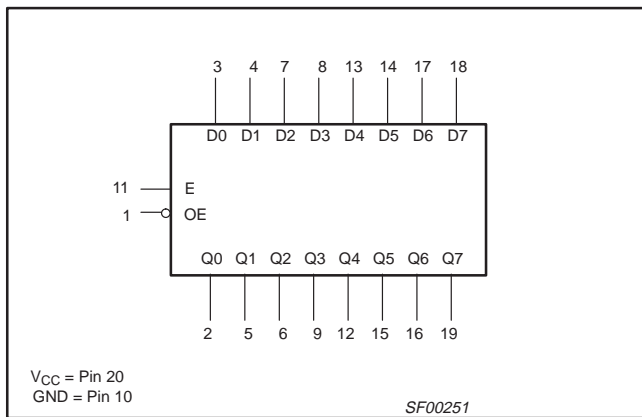 3 4 7 8 13 14 17 18
D0 D1 D2 D3 D4 D5 D6 D7
11 E
1 OE
Q0 Q1 Q2 Q3 Q4 Q5 Q6 Q7
2 5 6 9 12 15 16 19
VCC = Pin 20
GND = Pin 10
SF00251